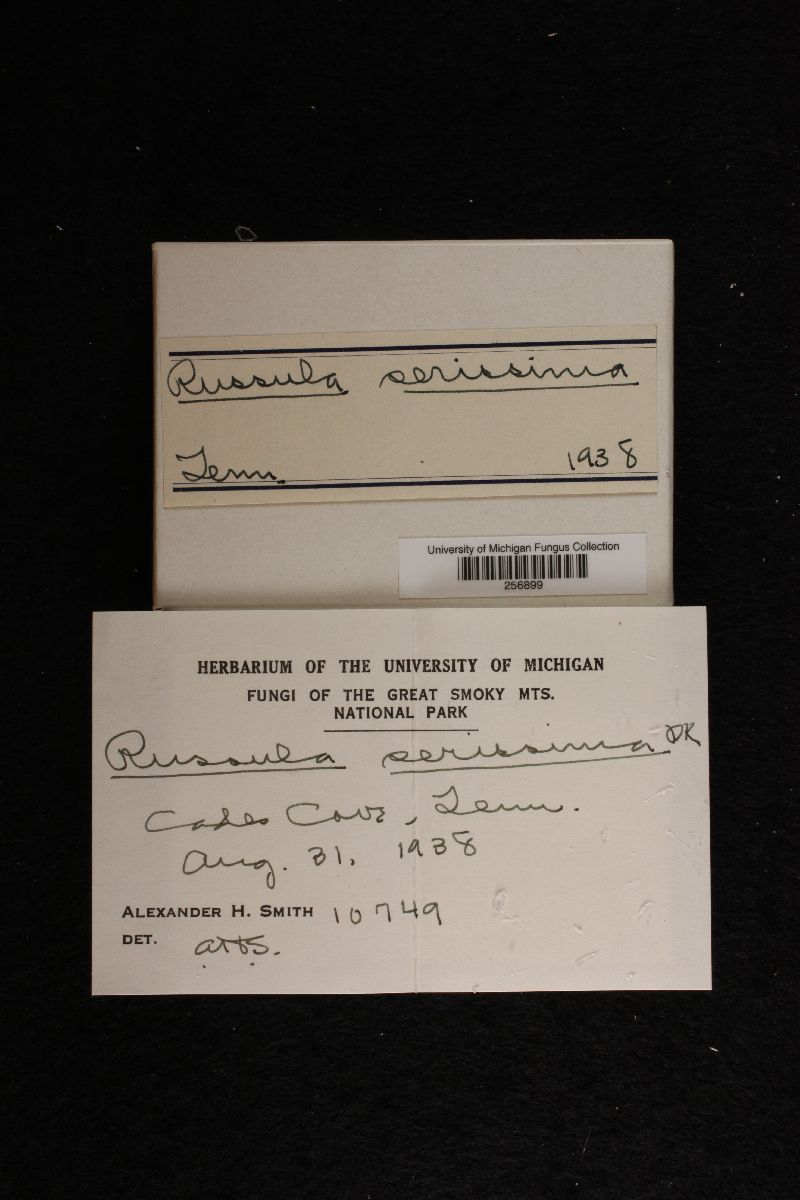 Russula serissima
Tenn. 1938
University of Michigan Fungus Collection
256899
HERBARIUM OF THE UNIVERSITY OF MICHIGAN
FUNGI OF THE GREAT SMOKY MTS.
NATIONAL PARK
Russula serissima PK
Cades Cove, Tenn.
Aug. 31, 1938
ALEXANDER H. SMITH 10749
DET. AHS.